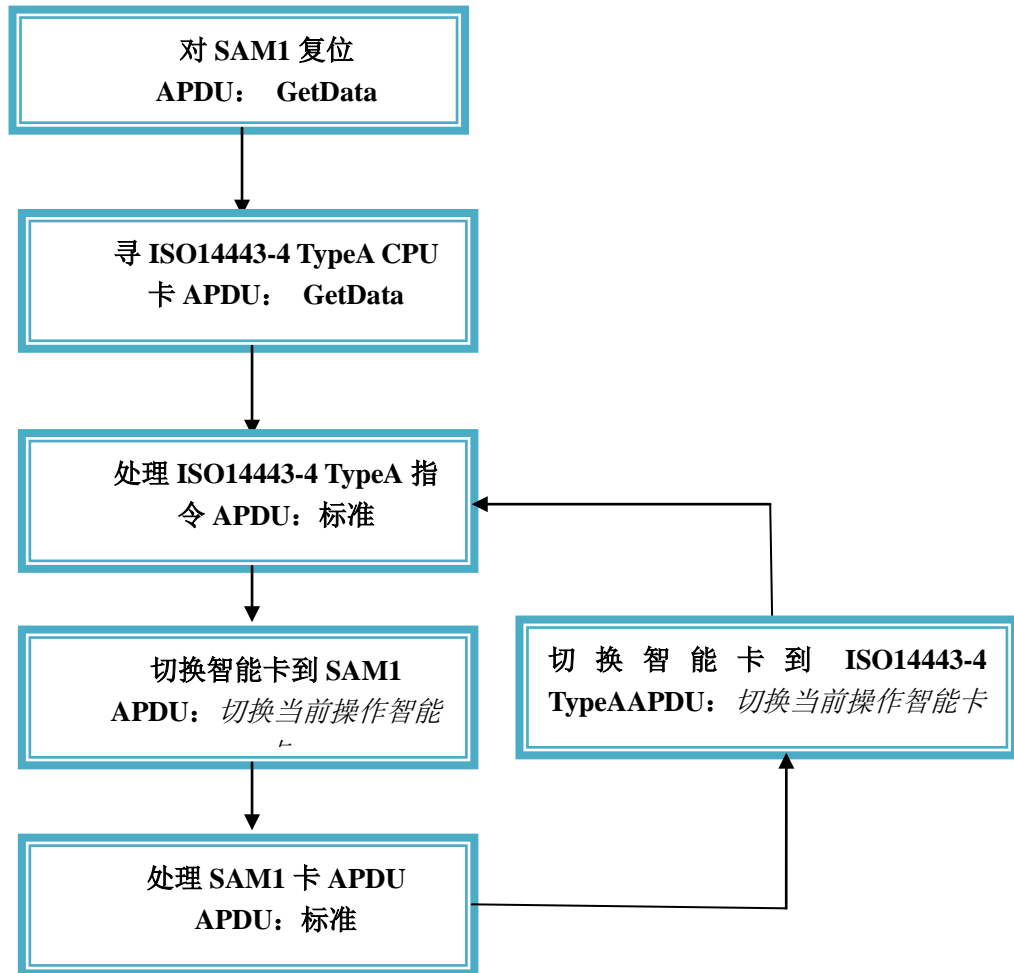 对 SAM1 复位
APDU： GetData
寻 ISO14443-4 TypeA CPU
卡 APDU： GetData
处理 ISO14443-4 TypeA 指
令 APDU：标准
切换智能卡到 SAM1
APDU：切换当前操作智能
切换智能卡到 ISO14443-4
TypeAAPDU：切换当前操作智能卡
处理 SAM1 卡 APDU
APDU：标准